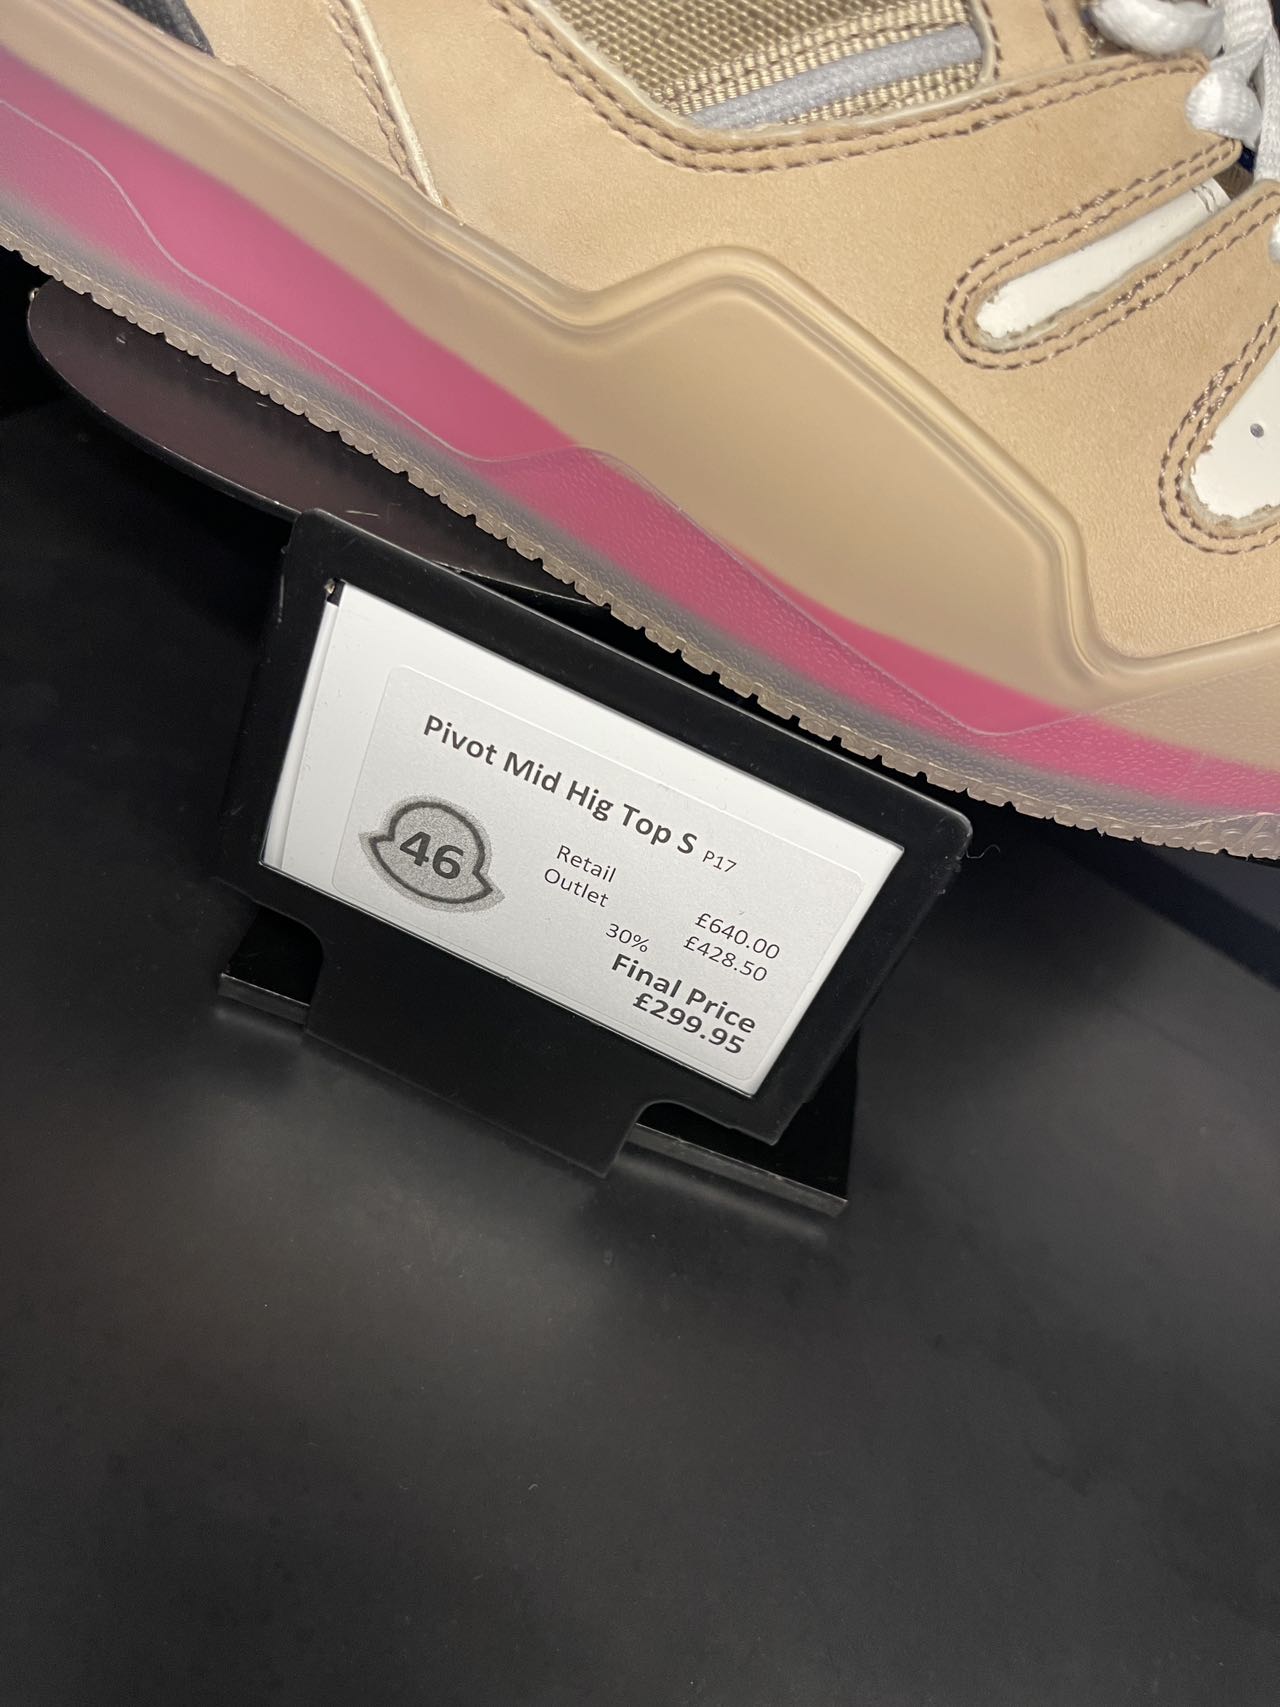 Pivot Mid Hig Top S P17
46
Retail £640.00
Outlet £428.50
30%
Final Price
£299.95